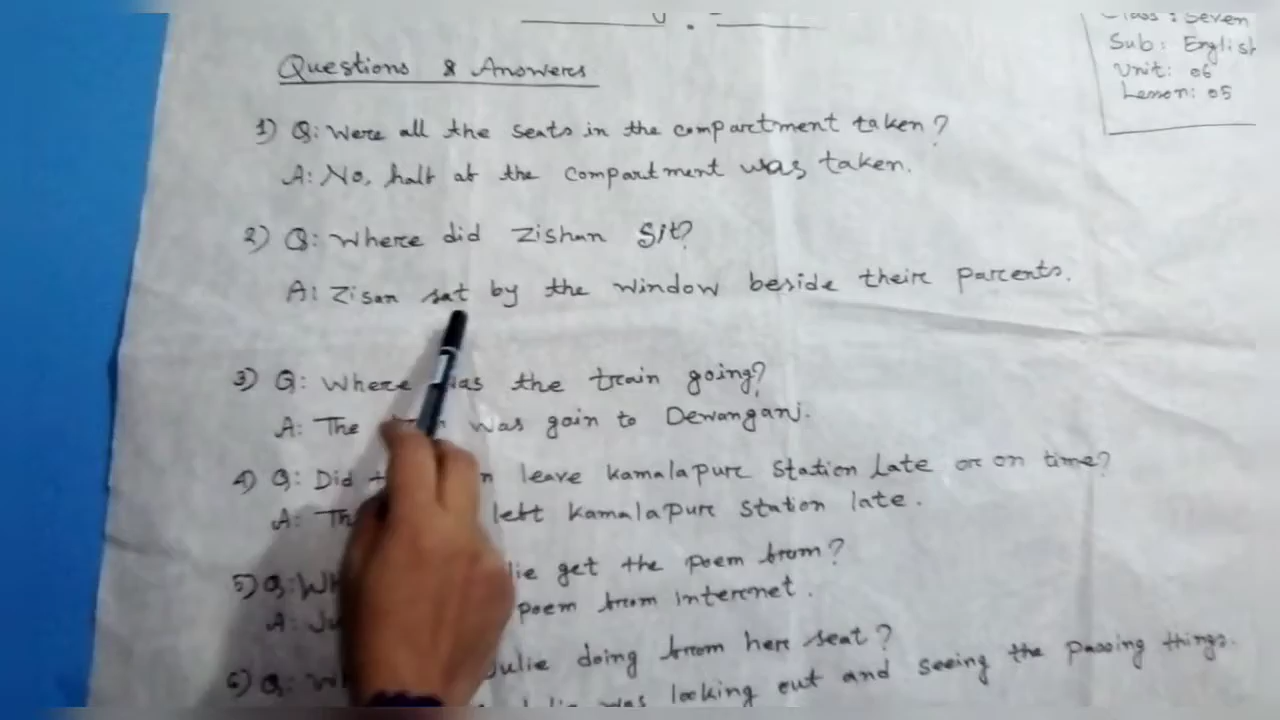 Class: Seven
Sub: English
Unit: 06
Lesson: 05
Questions & Answers
1) Q: Were all the seats in the compartment taken?
A: No, half of the compartment was taken.
2) Q: Where did Zishan Sit?
A: Zisan sat by the window beside their parents.
3) Q: Where was the train going?
A: The was goin to Dewanganj.
4) Q: Did leave Kamalapur Station Late or on time?
A: left Kamalapur Station late.
5) Q: get the poem from?
A: poem from internet.
6) Q: Julie doing from her seat?
was looking out and seeing the passing things.